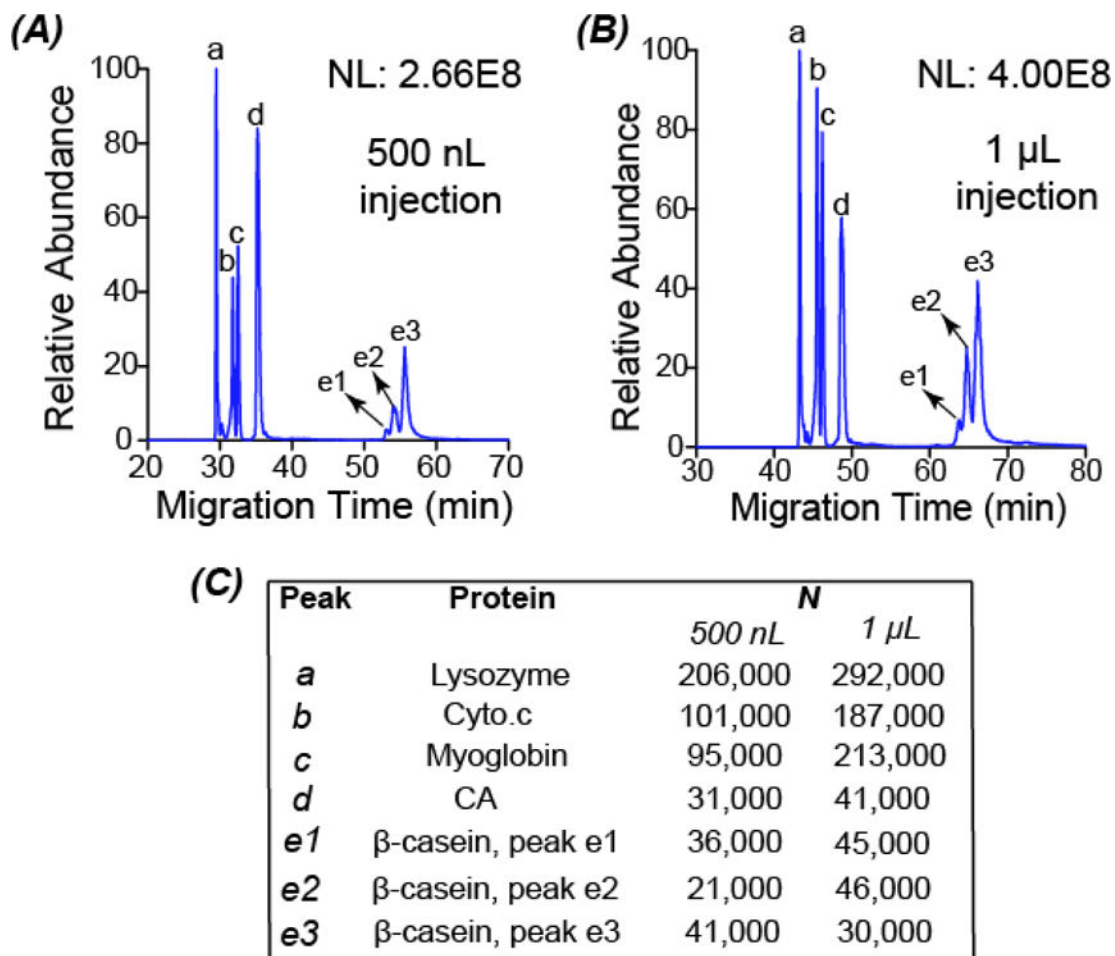 (A)
a
100
NL: 2.66E8
d
80
500 nL
injection
60
c
b
40
e3
e2
20
e1
0
20 30 40 50 60 70
Relative Abundance
Migration Time (min)
(B)
a
100
b
NL: 4.00E8
c
80
1 µL
injection
d
60
e3
e2
40
e1
20
0
30 40 50 60 70 80
Relative Abundance
Migration Time (min)
(C)
Peak Protein N
500 nL 1 µL
a Lysozyme 206,000 292,000
b Cyto.c 101,000 187,000
c Myoglobin 95,000 213,000
d CA 31,000 41,000
e1 β-casein, peak e1 36,000 45,000
e2 β-casein, peak e2 21,000 46,000
e3 β-casein, peak e3 41,000 30,000